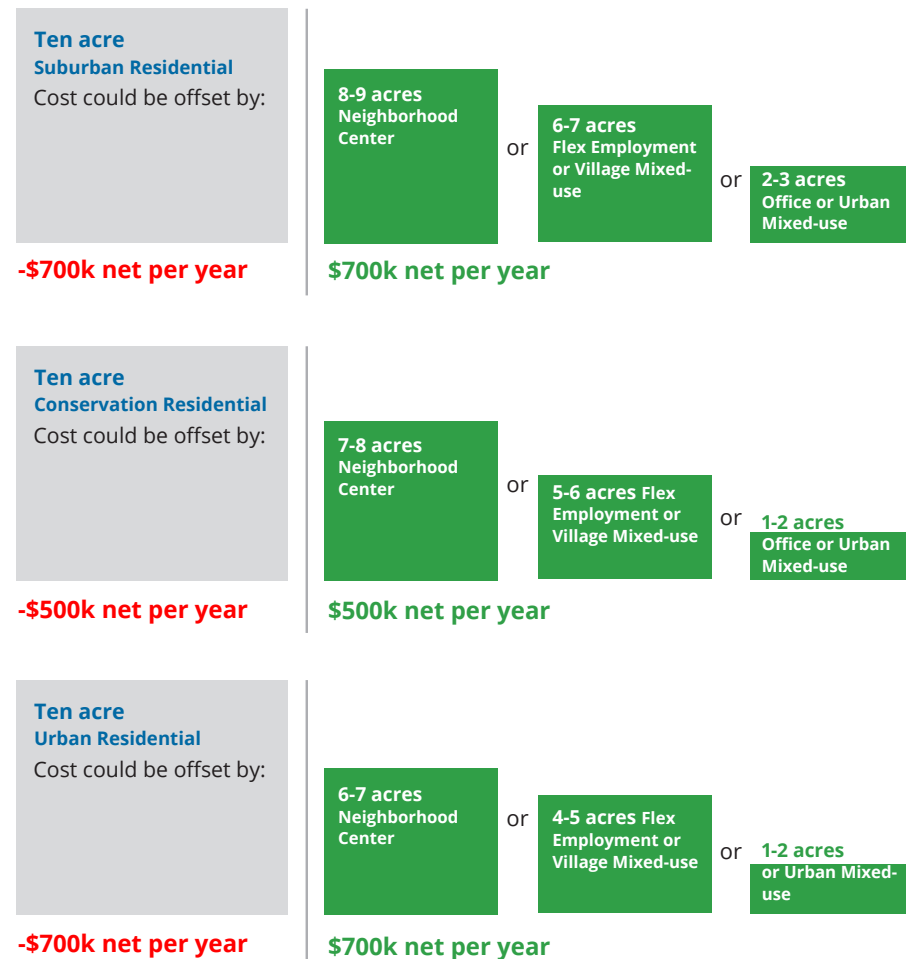 Ten acre
Suburban Residential
Cost could be offset by:
-$700k net per year
8-9 acres
Neighborhood
Center
or
6-7 acres
Flex Employment
or Village Mixed-
use
or
2-3 acres
Office or Urban
Mixed-use
$700k net per year
Ten acre
Conservation Residential
Cost could be offset by:
-$500k net per year
7-8 acres
Neighborhood
Center
or
5-6 acres Flex
Employment or
Village Mixed-use
or
1-2 acres
Office or Urban
Mixed-use
$500k net per year
Ten acre
Urban Residential
Cost could be offset by:
-$700k net per year
6-7 acres
Neighborhood
Center
or
4-5 acres Flex
Employment or
Village Mixed-use
or
1-2 acres
or Urban Mixed-
use
$700k net per year